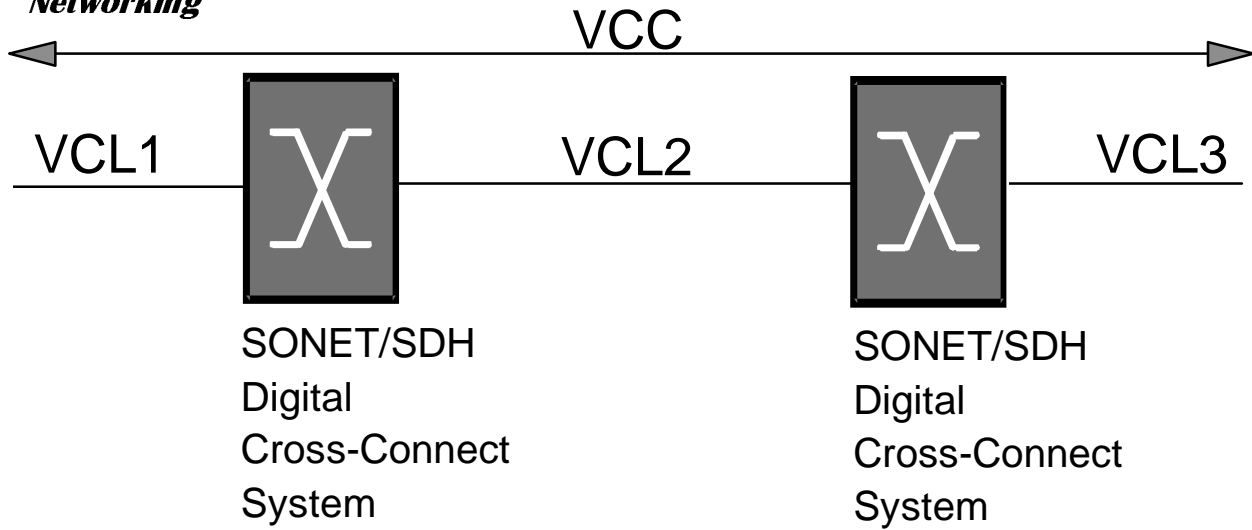 Networking
VCC
VCL1
VCL2
VCL3
SONET/SDH
Digital
Cross-Connect
System
SONET/SDH
Digital
Cross-Connect
System